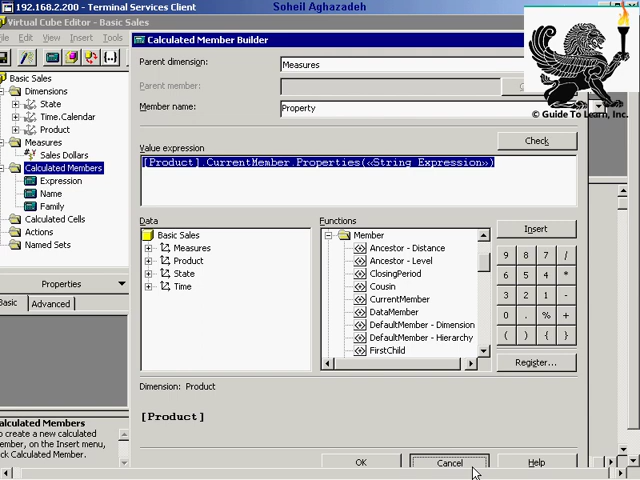 192.168.2.200 - Terminal Services Client
Soheil Aghazadeh
Virtual Cube Editor - Basic Sales
File Edit View Insert Tools
Calculated Member Builder
Parent dimension:
Measures
Parent member:
Member name:
Property
© Guide To Learn, Inc.
Value expression
Check
[Product].CurrentMember.Properties(«String Expression»)
Basic Sales
Dimensions
State
Time.Calendar
Product
Measures
Sales Dollars
Calculated Members
Expression
Name
Family
Calculated Cells
Actions
Named Sets
Properties
Basic
Advanced
Data
Basic Sales
Measures
Product
State
Time
Functions
Member
Ancestor - Distance
Ancestor - Level
ClosingPeriod
Cousin
CurrentMember
DataMember
DefaultMember - Dimension
DefaultMember - Hierarchy
FirstChild
Insert
9 8 7 /
6 5 4 *
3 2 1 -
0 . % +
( ) { }
Register...
Dimension: Product
[Product]
Calculated Members
To create a new calculated
member, on the Insert menu,
click Calculated Member.
OK
Cancel
Help